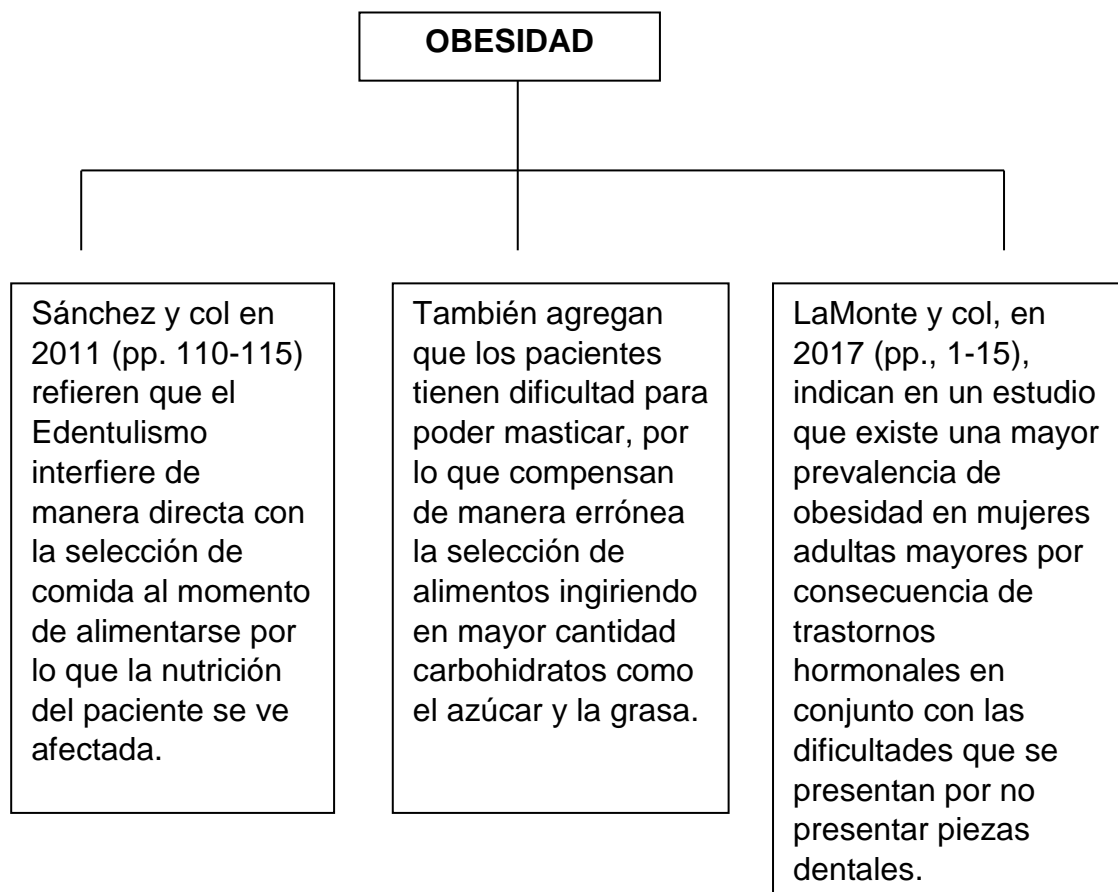 OBESIDAD
Sánchez y col en
2011 (pp. 110-115)
refieren que el
Edentulismo
interfiere de
manera directa con
la selección de
comida al momento
de alimentarse por
lo que la nutrición
del paciente se ve
afectada.
También agregan
que los pacientes
tienen dificultad para
poder masticar, por
lo que compensan
de manera errónea
la selección de
alimentos ingiriendo
en mayor cantidad
carbohidratos como
el azúcar y la grasa.
LaMonte y col, en
2017 (pp., 1-15),
indican en un estudio
que existe una mayor
prevalencia de
obesidad en mujeres
adultas mayores por
consecuencia de
trastornos
hormonales en
conjunto con las
dificultades que se
presentan por no
presentar piezas
dentales.